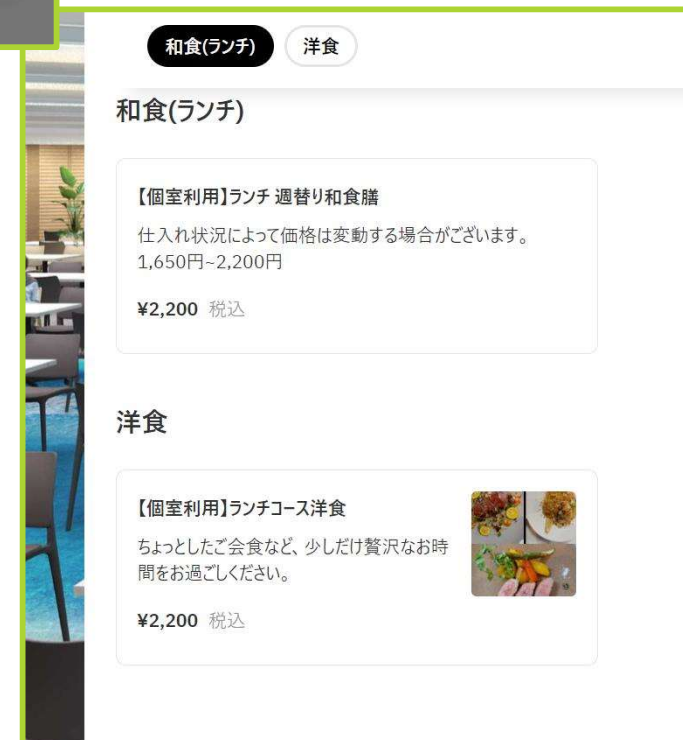 和食(ランチ) 洋食
和食(ランチ)
【個室利用】ランチ 週替り和食膳
仕入れ状況によって価格は変動する場合がございます。
1,650円~2,200円
¥2,200 税込
洋食
【個室利用】ランチコース洋食
ちょっとしたご会食など、少しだけ贅沢なお時
間をお過ごしください。
¥2,200 税込